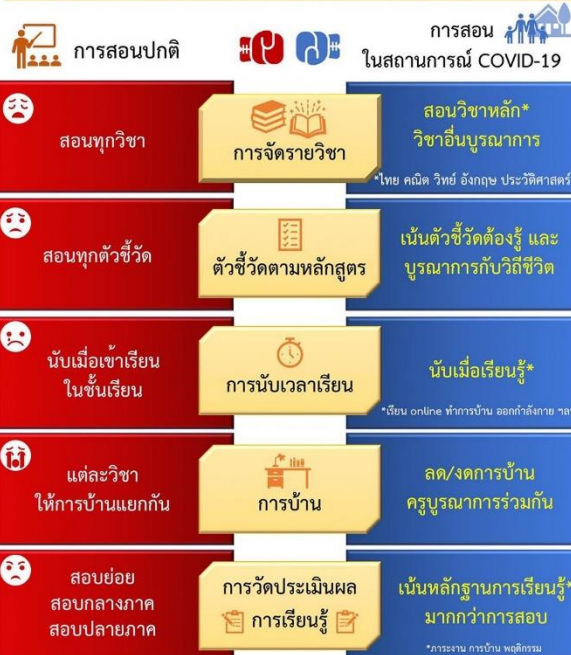 การสอนปกติ
การสอน
ในสถานการณ์ COVID-19
สอนทุกวิชา
การจัดรายวิชา
สอนวิชาหลัก*
วิชาอื่นบูรณาการ
*ไทย คณิต วิทย์ อังกฤษ ประวัติศาสตร์
สอนทุกตัวชี้วัด
ตัวชี้วัดตามหลักสูตร
เน้นตัวชี้วัดต้องรู้ และ
บูรณาการกับวิถีชีวิต
นับเมื่อเข้าเรียน
ในชั้นเรียน
การนับเวลาเรียน
นับเมื่อเรียนรู้*
*เรียน online ทำการบ้าน ออกกำลังกาย ฯลฯ
แต่ละวิชา
ให้การบ้านแยกกัน
การบ้าน
ลด/งดการบ้าน
ครูบูรณาการร่วมกัน
สอบย่อย
สอบกลางภาค
สอบปลายภาค
การวัดประเมินผล
การเรียนรู้
เน้นหลักฐานการเรียนรู้*
มากกว่าการสอบ
*ภาระงาน การบ้าน พฤติกรรม